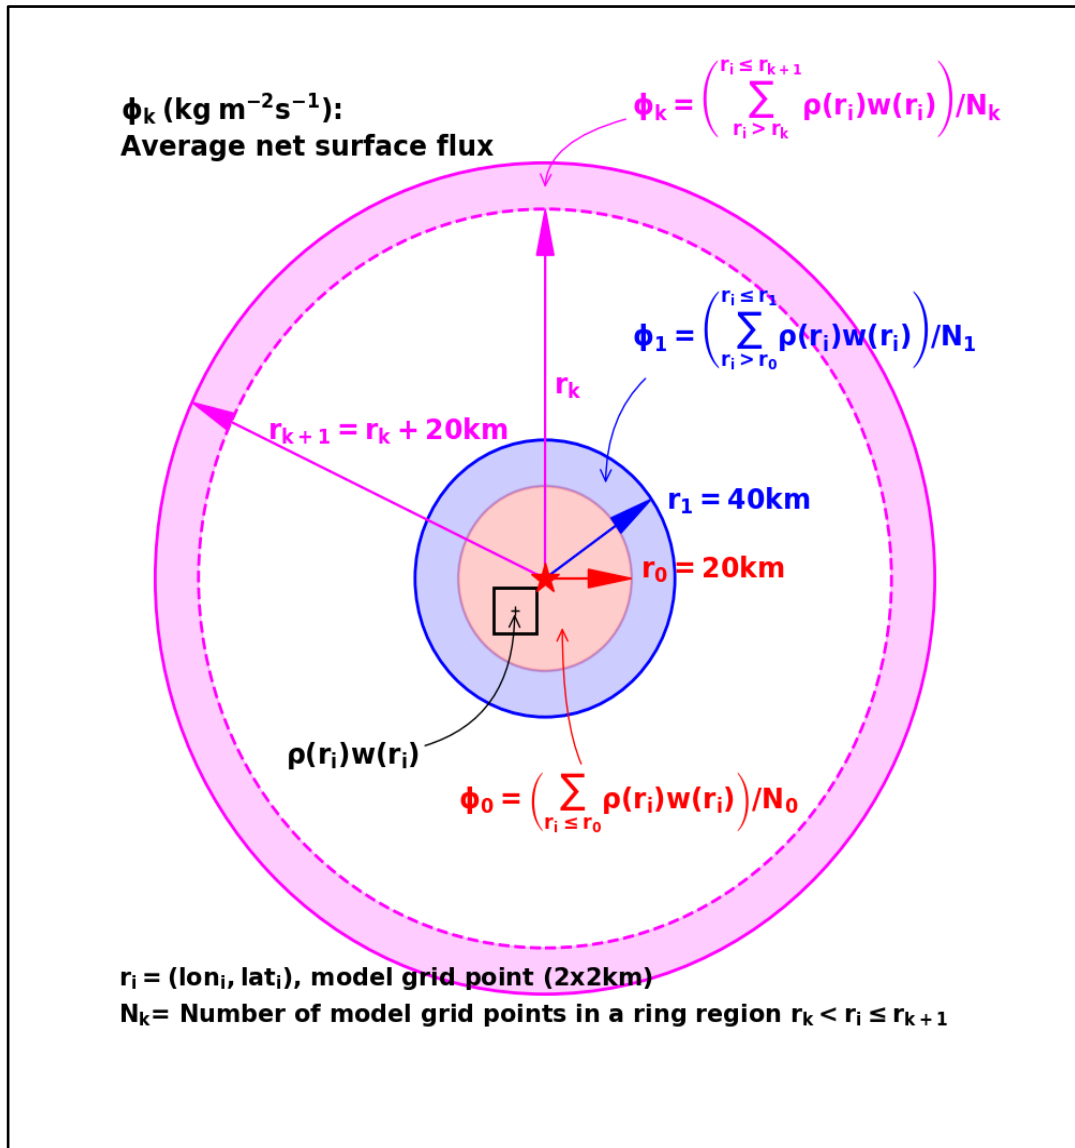 ϕₖ (kg m⁻²s⁻¹):
Average net surface flux
ϕₖ = (∑_{rᵢ > rₖ}^{rᵢ ≤ rₖ₊₁} ρ(rᵢ)w(rᵢ))/Nₖ
ϕ₁ = (∑_{rᵢ > r₀}^{rᵢ ≤ r₁} ρ(rᵢ)w(rᵢ))/N₁
rₖ
rₖ₊₁ = rₖ + 20km
r₁ = 40km
r₀ = 20km
ρ(rᵢ)w(rᵢ)
ϕ₀ = (∑_{rᵢ ≤ r₀} ρ(rᵢ)w(rᵢ))/N₀
rᵢ = (lonᵢ, latᵢ), model grid point (2x2km)
Nₖ= Number of model grid points in a ring region rₖ < rᵢ ≤ rₖ₊₁